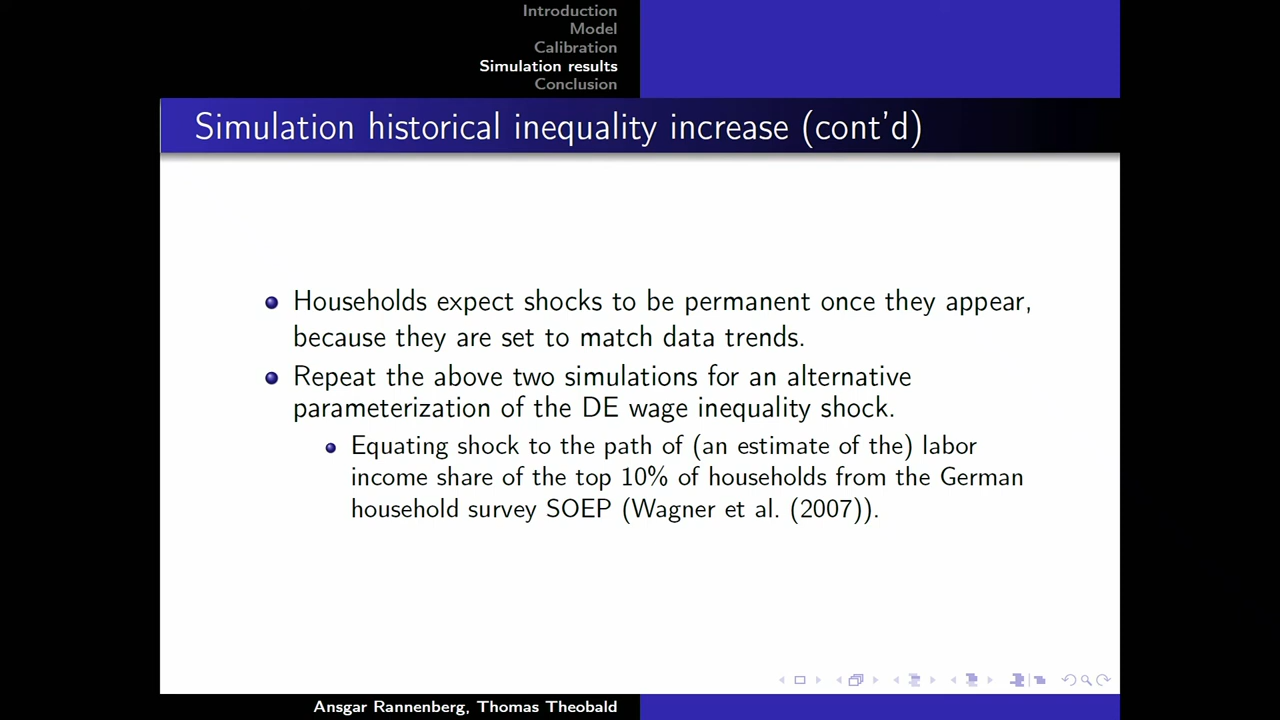 Introduction
Model
Calibration
Simulation results
Conclusion
Simulation historical inequality increase (cont'd)
Households expect shocks to be permanent once they appear,
because they are set to match data trends.
Repeat the above two simulations for an alternative
parameterization of the DE wage inequality shock.
Equating shock to the path of (an estimate of the) labor
income share of the top 10% of households from the German
household survey SOEP (Wagner et al. (2007)).
Ansgar Rannenberg, Thomas Theobald